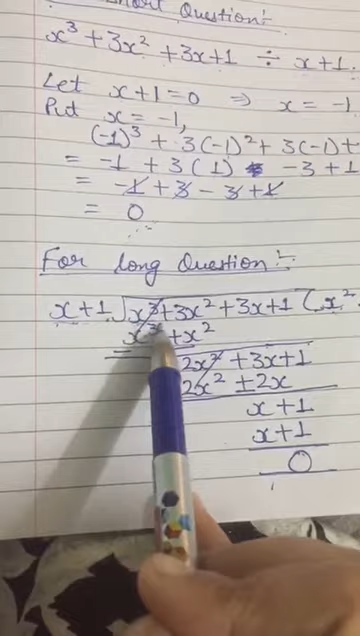 Short Question:-
x³ + 3x² + 3x + 1 ÷ x + 1.
Let x + 1 = 0 ⇒ x = -1.
Put x = -1,
(-1)³ + 3(-1)² + 3(-1) +
= -1 + 3(1) - 3 + 1
= -1 + 3 - 3 + 1
= 0
For long Question:-
x + 1 ) x³ + 3x² + 3x + 1 ( x²
x³ + x²
2x² + 3x + 1
2x² + 2x
x + 1
x + 1
0